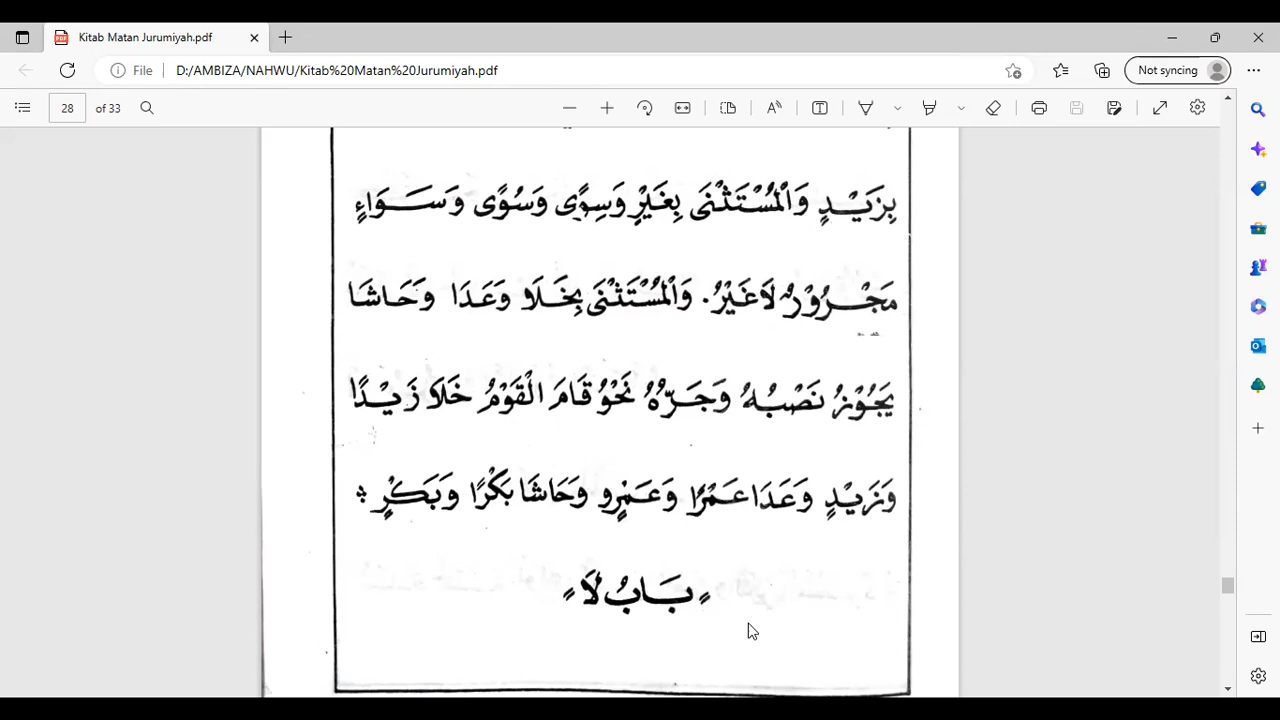 Kitab Matan Jurumiyah.pdf
File D:/AMBIZA/NAHWU/Kitab%20Matan%20Jurumiyah.pdf Not syncing
28 of 33
بِزَيْدٍ وَالْمُسْتَثْنَى بِغَيْرٍ وَسِوًى وَسُوًى وَسَوَاءٍ
مَجْرُوْرٌ لَاغَيْرُ. وَالْمُسْتَثْنَى بِخَلَا وَعَدَا وَحَاشَا
يَجُوْزُ نَصْبُهُ وَجَرُّهُ نَحْوُ قَامَ الْقَوْمُ خَلَا زَيْدًا
وَزَيْدٍ وَعَدَا عَمْرًا وَعَمْرٍو وَحَاشَا بَكْرًا وَبَكْرٍ
بَابُ لَا